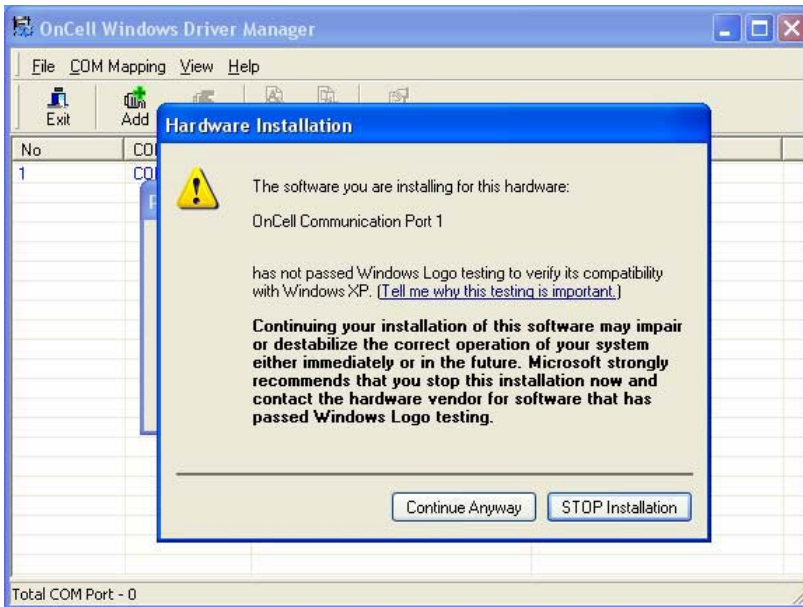 OnCell Windows Driver Manager
File COM Mapping View Help
Exit Add
Hardware Installation
No
1
The software you are installing for this hardware:
OnCell Communication Port 1
has not passed Windows Logo testing to verify its compatibility
with Windows XP. (Tell me why this testing is important.)
Continuing your installation of this software may impair
or destabilize the correct operation of your system
either immediately or in the future. Microsoft strongly
recommends that you stop this installation now and
contact the hardware vendor for software that has
passed Windows Logo testing.
Continue Anyway STOP Installation
Total COM Port - 0